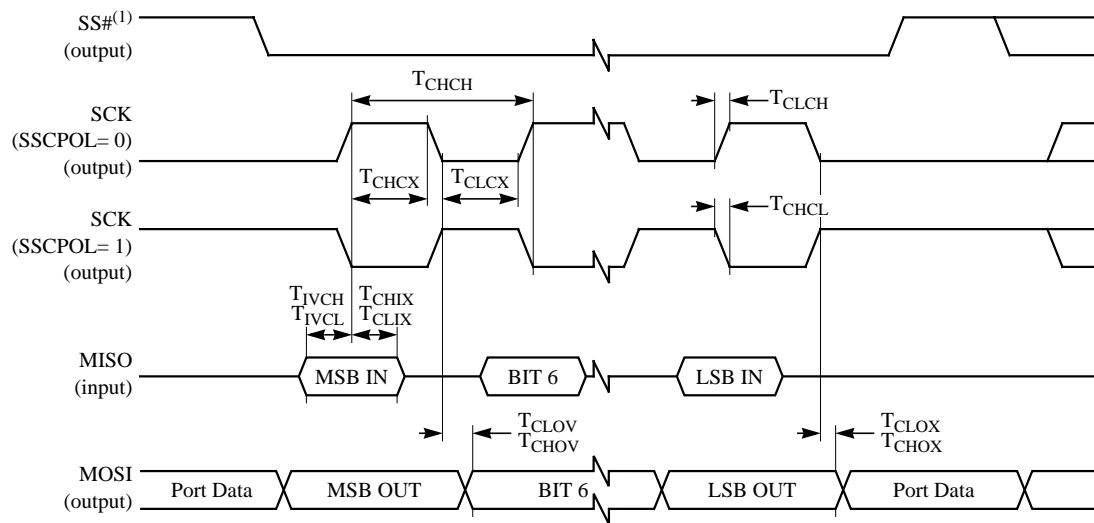 SS#(1)
(output)
TCHCH
TCLCH
SCK
(SSCPOL= 0)
(output)
TCHCX
TCLCX
TCHCL
SCK
(SSCPOL= 1)
(output)
TIVCH
TIVCL
TCHIX
TCLIX
MISO
(input)
MSB IN
BIT 6
LSB IN
TCLOV
TCHOV
TCLOX
TCHOX
MOSI
(output)
Port Data
MSB OUT
BIT 6
LSB OUT
Port Data